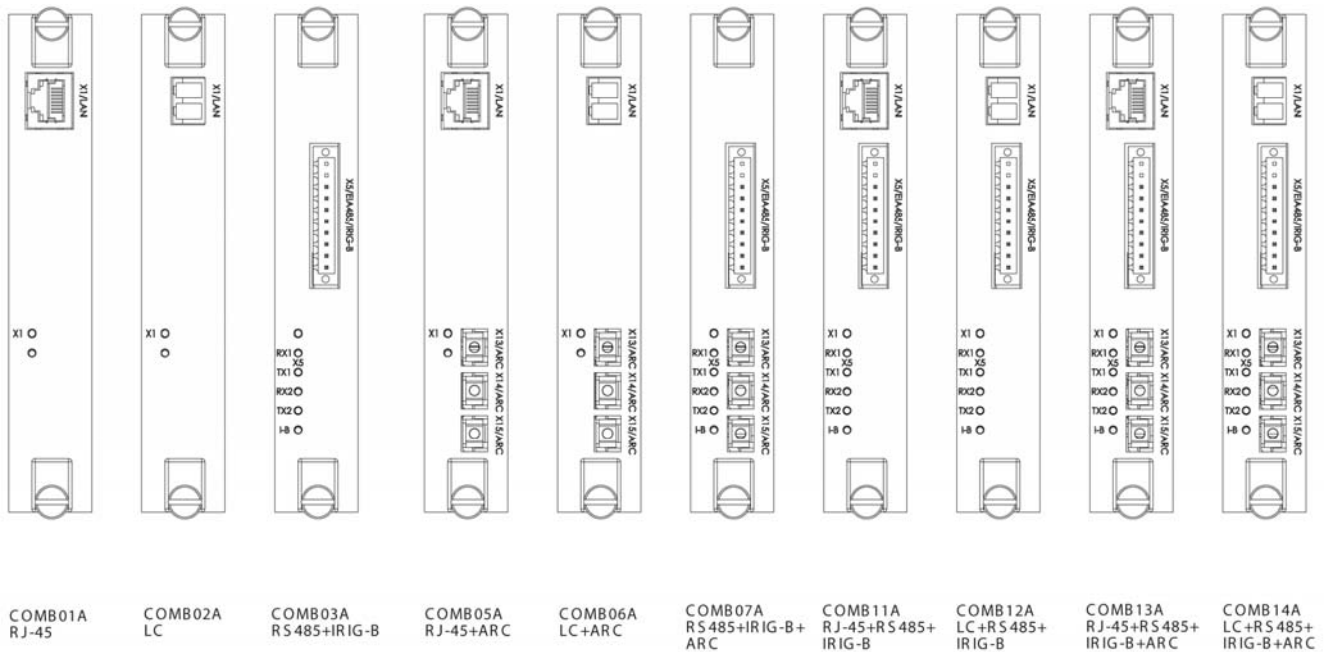 X1/LAN
X1
X1/LAN
X1
X5/EIA485/IRIG-B
RX1
X5
TX1
RX2
TX2
I-B
X1/LAN
X1
X13/ARC
X14/ARC
X15/ARC
X1/LAN
X1
X13/ARC
X14/ARC
X15/ARC
X5/EIA485/IRIG-B
RX1
X5
TX1
RX2
TX2
I-B
X13/ARC
X14/ARC
X15/ARC
X1/LAN
X5/EIA485/IRIG-B
X1
RX1
X5
TX1
RX2
TX2
I-B
X1/LAN
X5/EIA485/IRIG-B
X1
RX1
X5
TX1
RX2
TX2
I-B
X1/LAN
X5/EIA485/IRIG-B
X1
RX1
X5
TX1
RX2
TX2
I-B
X13/ARC
X14/ARC
X15/ARC
X1/LAN
X5/EIA485/IRIG-B
X1
RX1
X5
TX1
RX2
TX2
I-B
X13/ARC
X14/ARC
X15/ARC
COMB01A
RJ-45
COMB02A
LC
COMB03A
RS485+IRIG-B
COMB05A
RJ-45+ARC
COMB06A
LC+ARC
COMB07A
RS485+IRIG-B+
ARC
COMB11A
RJ-45+RS485+
IRIG-B
COMB12A
LC+RS485+
IRIG-B
COMB13A
RJ-45+RS485+
IRIG-B+ARC
COMB14A
LC+RS485+
IRIG-B+ARC